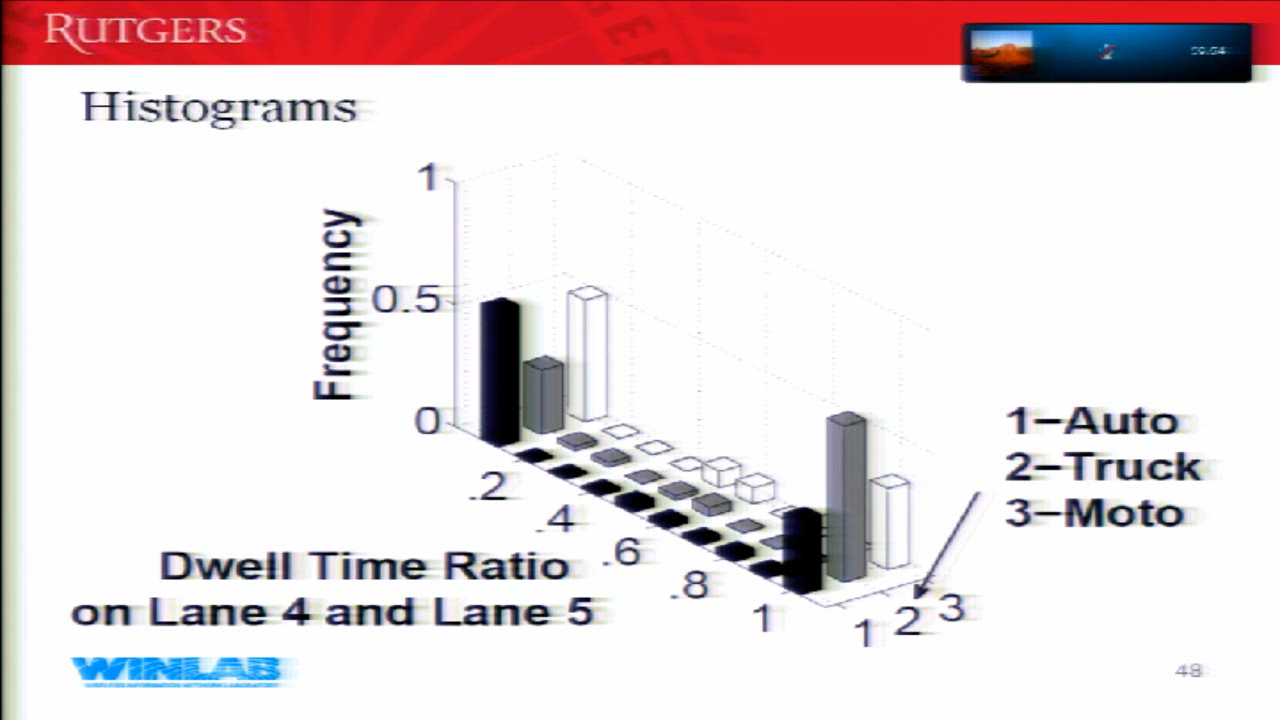 RUTGERS
Histograms
1
0.5
0
Frequency
.2
.4
.6
.8
1
1
2
3
1–Auto
2–Truck
3–Moto
Dwell Time Ratio
on Lane 4 and Lane 5
WINLAB
48